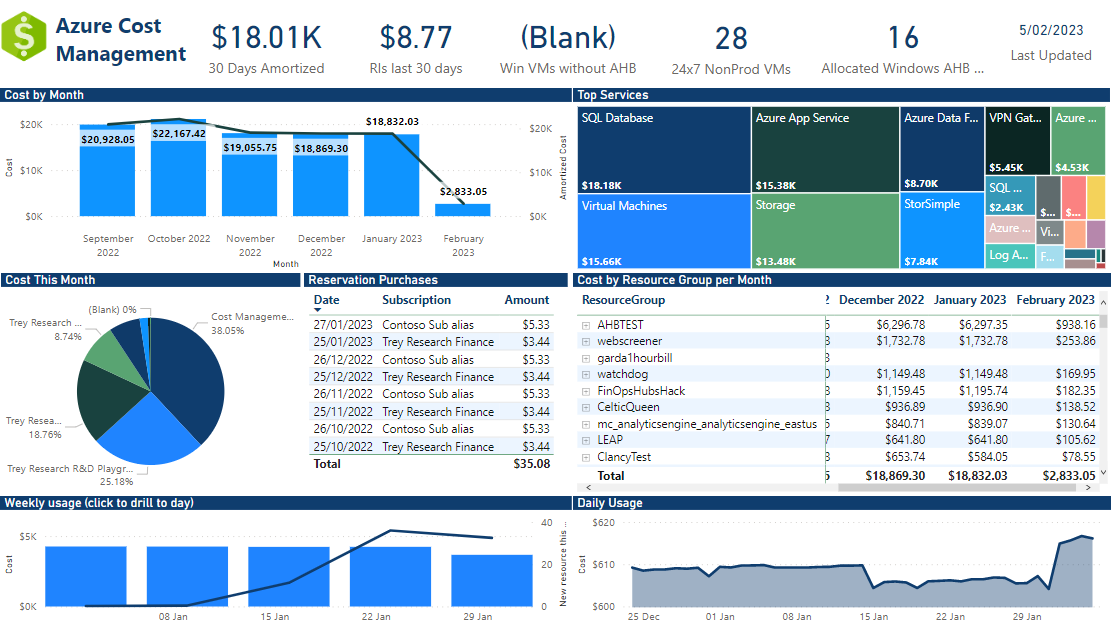 Azure Cost
Management
$18.01K
30 Days Amortized
$8.77
RIs last 30 days
(Blank)
Win VMs without AHB
28
24x7 NonProd VMs
16
Allocated Windows AHB ...
5/02/2023
Last Updated
Cost by Month
$20K
$10K
$0K
Cost
$20,928.05
$22,167.42
$19,055.75
$18,869.30
$18,832.03
$2,833.05
$20K
$10K
$0K
Amortized Cost
September
2022
October 2022
November
2022
December
2022
January 2023
February
2023
Month
Top Services
SQL Database
$18.18K
Virtual Machines
$15.66K
Azure App Service
$15.38K
Storage
$13.48K
Azure Data F...
$8.70K
StorSimple
$7.84K
VPN Gat...
$5.45K
Azure ...
$4.53K
SQL ...
$2.43K
$...
$...
Azure ...
Vi...
Log A...
F...
Cost This Month
(Blank) 0%
Cost Manageme...
38.05%
Trey Research ...
8.74%
Trey Resea...
18.76%
Trey Research R&D Playgr...
25.18%
Reservation Purchases
Date Subscription Amount
27/01/2023 Contoso Sub alias $5.33
25/01/2023 Trey Research Finance $3.44
26/12/2022 Contoso Sub alias $5.33
25/12/2022 Trey Research Finance $3.44
26/11/2022 Contoso Sub alias $5.33
25/11/2022 Trey Research Finance $3.44
26/10/2022 Contoso Sub alias $5.33
25/10/2022 Trey Research Finance $3.44
Total $35.08
Cost by Resource Group per Month
ResourceGroup 2 December 2022 January 2023 February 2023
AHBTEST 5 $6,296.78 $6,297.35 $938.16
webscreener 8 $1,732.78 $1,732.78 $253.86
garda1hourbill 3
watchdog 0 $1,149.48 $1,149.48 $169.95
FinOpsHubsHack 8 $1,159.45 $1,195.74 $182.35
CelticQueen 8 $936.89 $936.90 $138.52
mc_analyticsengine_analyticsengine_eastus $840.71 $839.07 $130.64
LEAP 7 $641.80 $641.80 $105.62
ClancyTest 8 $653.74 $584.05 $78.55
Total 5 $18,869.30 $18,832.03 $2,833.05
Weekly usage (click to drill to day)
$5K
$0K
Cost
40
20
0
New resource this ...
08 Jan
15 Jan
22 Jan
29 Jan
Daily Usage
$620
$610
$600
Cost
25 Dec
01 Jan
08 Jan
15 Jan
22 Jan
29 Jan